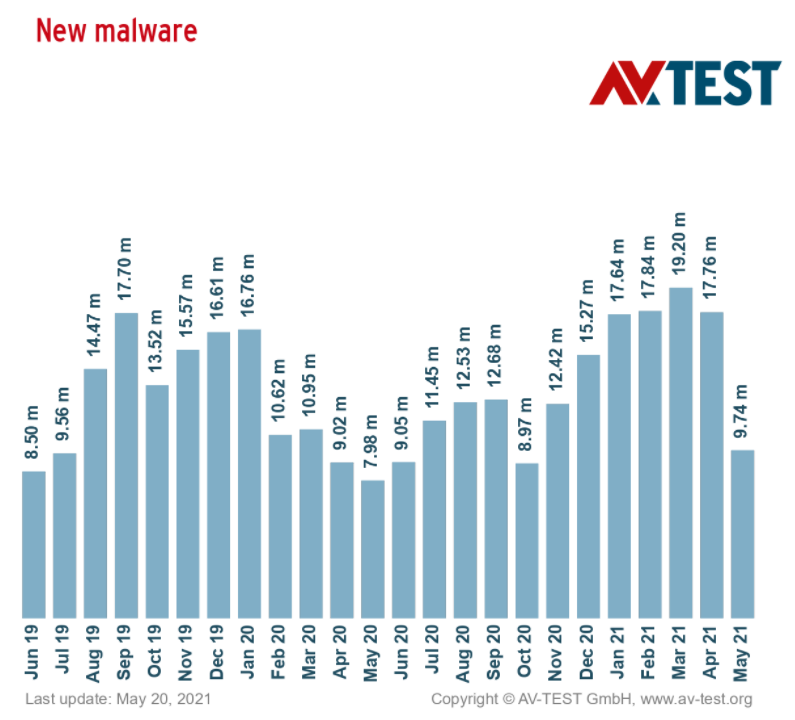 New malware
AV TEST
8.50 m
9.56 m
14.47 m
17.70 m
13.52 m
15.57 m
16.61 m
16.76 m
10.62 m
10.95 m
9.02 m
7.98 m
9.05 m
11.45 m
12.53 m
12.68 m
8.97 m
12.42 m
15.27 m
17.64 m
17.84 m
19.20 m
17.76 m
9.74 m
Jun 19
Jul 19
Aug 19
Sep 19
Oct 19
Nov 19
Dec 19
Jan 20
Feb 20
Mar 20
Apr 20
May 20
Jun 20
Jul 20
Aug 20
Sep 20
Oct 20
Nov 20
Dec 20
Jan 21
Feb 21
Mar 21
Apr 21
May 21
Last update: May 20, 2021
Copyright © AV-TEST GmbH, www.av-test.org